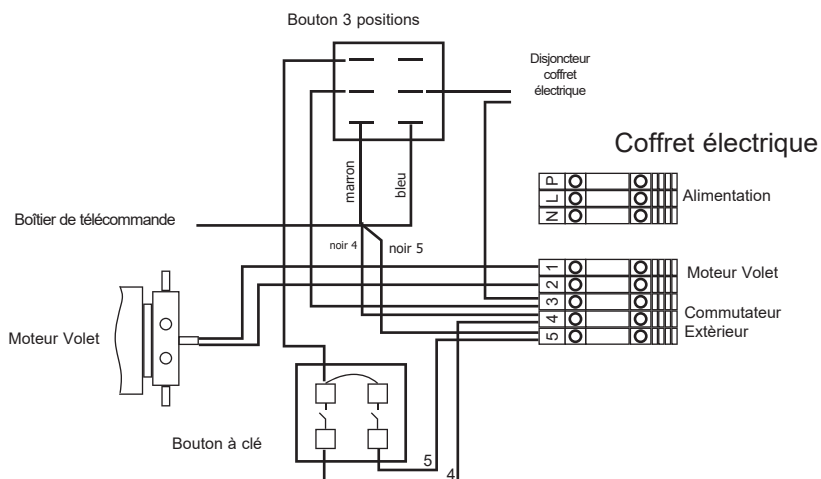 Bouton 3 positions
Disjoncteur
coffret
électrique
Coffret électrique
marron
bleu
P
L
N
Alimentation
Boîtier de télécommande
noir 4
noir 5
1
2
3
4
5
Moteur Volet
Commutateur
Extèrieur
Moteur Volet
Bouton à clé
5
4